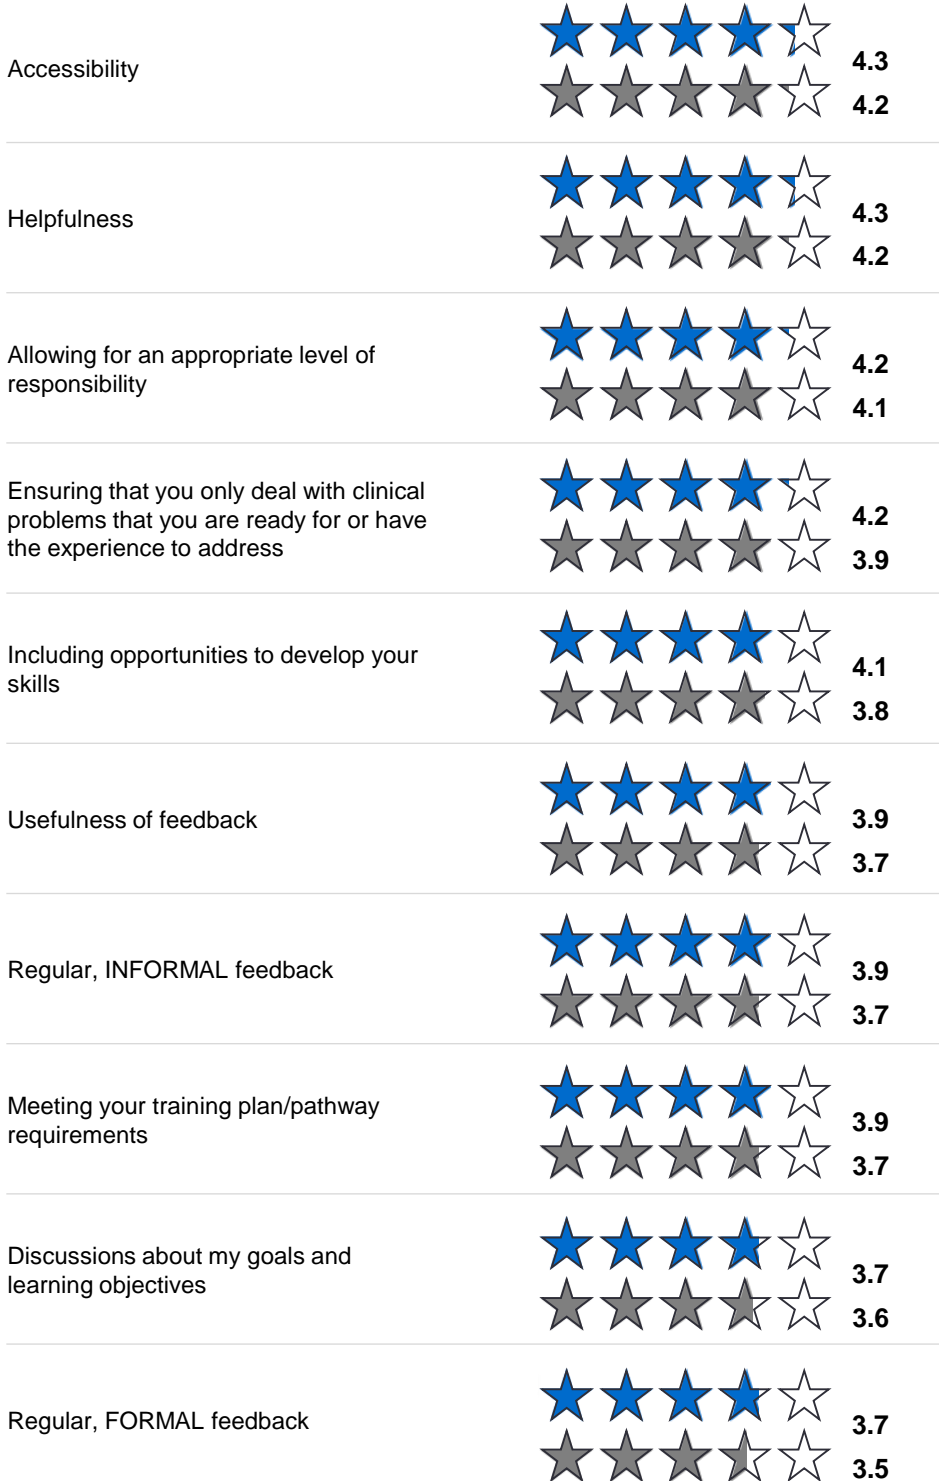 Accessibility
4.3
4.2
Helpfulness
4.3
4.2
Allowing for an appropriate level of
responsibility
4.2
4.1
Ensuring that you only deal with clinical
problems that you are ready for or have
the experience to address
4.2
3.9
Including opportunities to develop your
skills
4.1
3.8
Usefulness of feedback
3.9
3.7
Regular, INFORMAL feedback
3.9
3.7
Meeting your training plan/pathway
requirements
3.9
3.7
Discussions about my goals and
learning objectives
3.7
3.6
Regular, FORMAL feedback
3.7
3.5